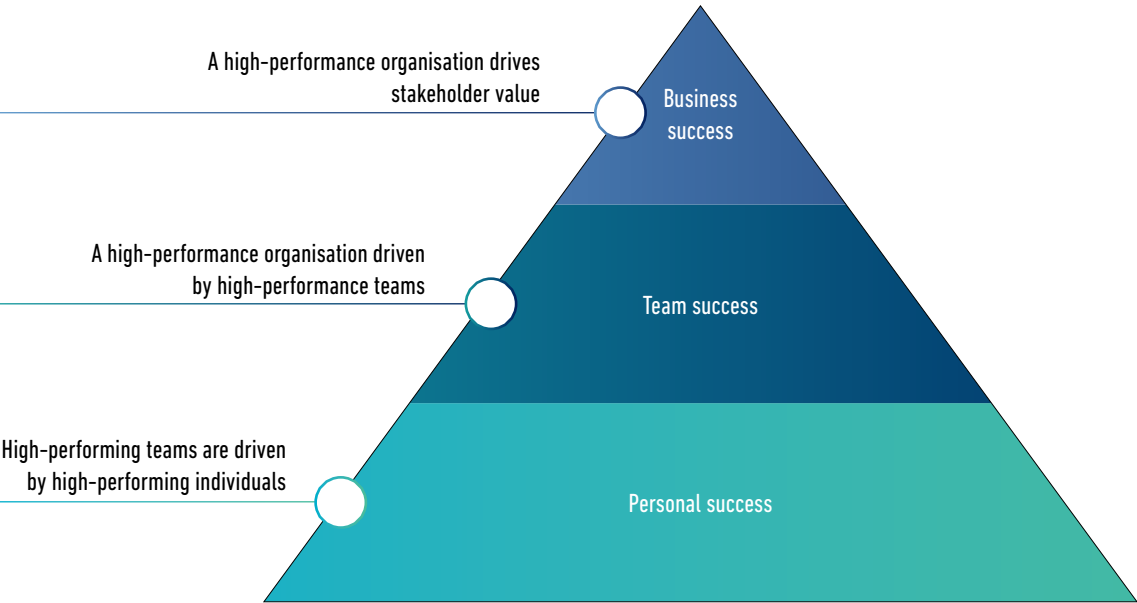 A high-performance organisation drives
stakeholder value
Business
success
A high-performance organisation driven
by high-performance teams
Team success
High-performing teams are driven
by high-performing individuals
Personal success